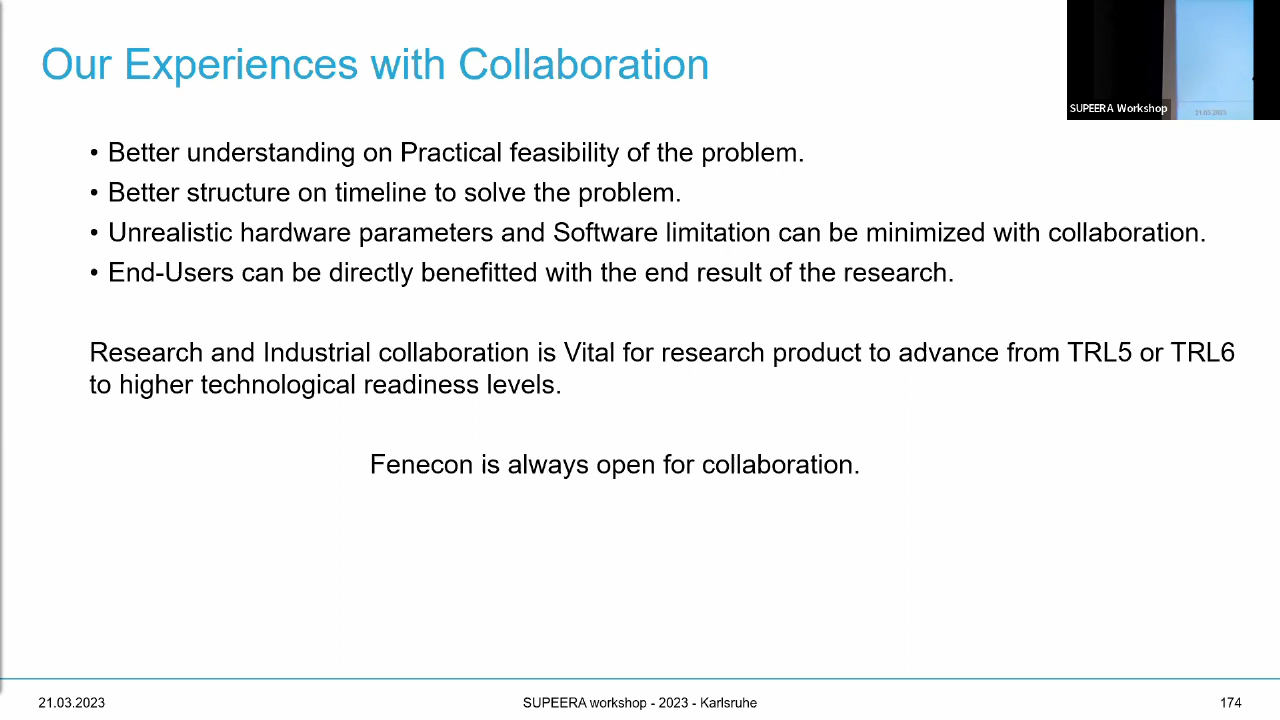 Our Experiences with Collaboration
SUPEERA Workshop
21.03.2023
• Better understanding on Practical feasibility of the problem.
• Better structure on timeline to solve the problem.
• Unrealistic hardware parameters and Software limitation can be minimized with collaboration.
• End-Users can be directly benefitted with the end result of the research.
Research and Industrial collaboration is Vital for research product to advance from TRL5 or TRL6
to higher technological readiness levels.
Fenecon is always open for collaboration.
21.03.2023
SUPEERA workshop - 2023 - Karlsruhe
174